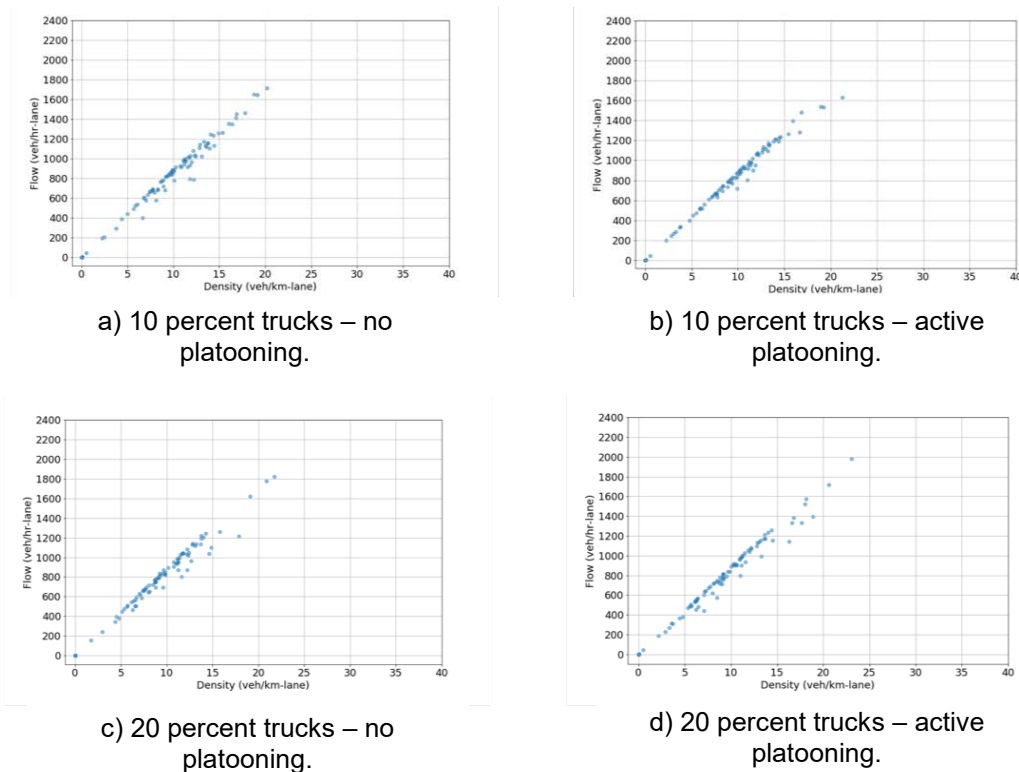 2400
2200
2000
1800
1600
1400
1200
1000
800
600
400
200
0
Flow (veh/hr-lane)
0 5 10 15 20 25 30 35 40
Density (veh/km-lane)
a) 10 percent trucks – no
platooning.
2400
2200
2000
1800
1600
1400
1200
1000
800
600
400
200
0
Flow (veh/hr-lane)
0 5 10 15 20 25 30 35 40
Density (veh/km-lane)
b) 10 percent trucks – active
platooning.
2400
2200
2000
1800
1600
1400
1200
1000
800
600
400
200
0
Flow (veh/hr-lane)
0 5 10 15 20 25 30 35 40
Density (veh/km-lane)
c) 20 percent trucks – no
platooning.
2400
2200
2000
1800
1600
1400
1200
1000
800
600
400
200
0
Flow (veh/hr-lane)
0 5 10 15 20 25 30 35 40
Density (veh/km-lane)
d) 20 percent trucks – active
platooning.